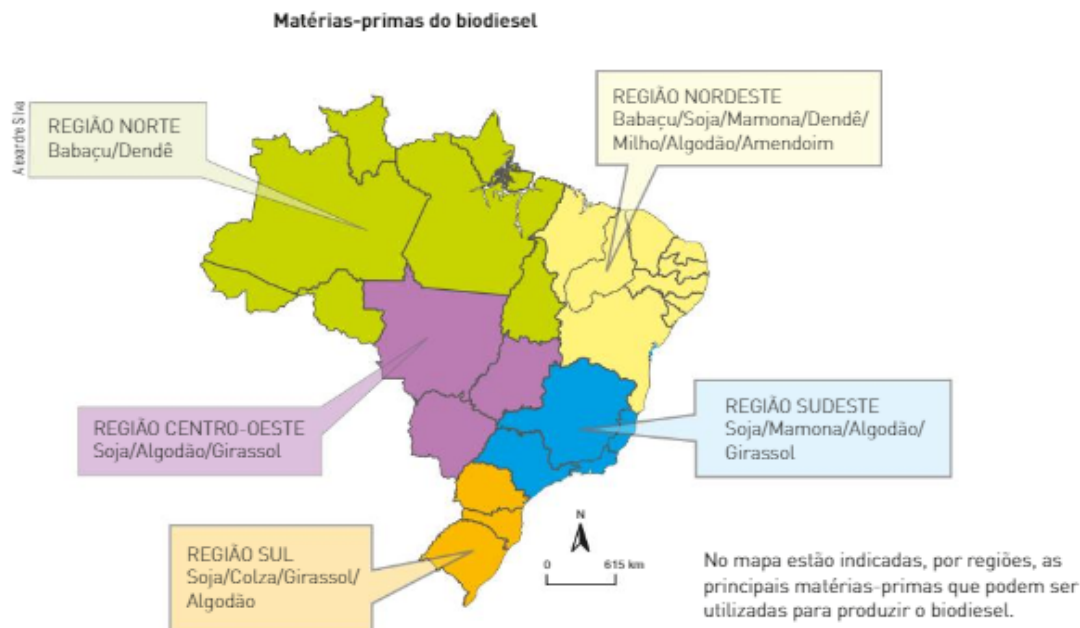 Matérias-primas do biodiesel
Alexandre Silva
REGIÃO NORTE
Babaçu/Dendê
REGIÃO NORDESTE
Babaçu/Soja/Mamona/Dendê/
Milho/Algodão/Amendoim
REGIÃO CENTRO-OESTE
Soja/Algodão/Girassol
REGIÃO SUDESTE
Soja/Mamona/Algodão/
Girassol
REGIÃO SUL
Soja/Colza/Girassol/
Algodão
N
0 615 km
No mapa estão indicadas, por regiões, as
principais matérias-primas que podem ser
utilizadas para produzir o biodiesel.